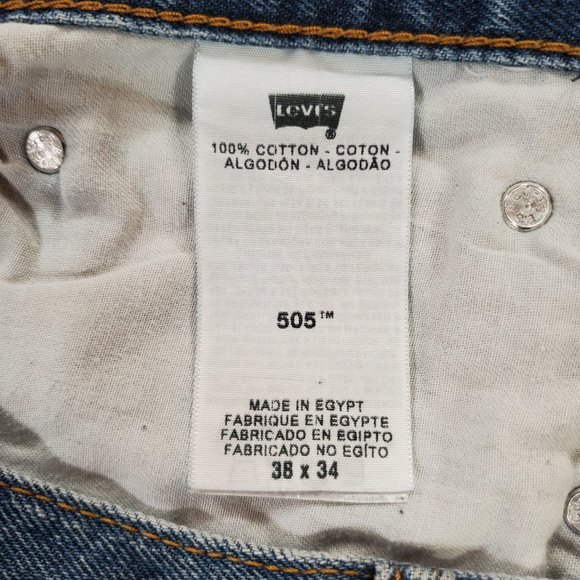 Levi's
®
100% COTTON - COTON -
ALGODÓN - ALGODÃO
505™
MADE IN EGYPT
FABRIQUE EN EGYPTE
FABRICADO EN EGIPTO
FABRICADO NO EGÍTO
38 x 34